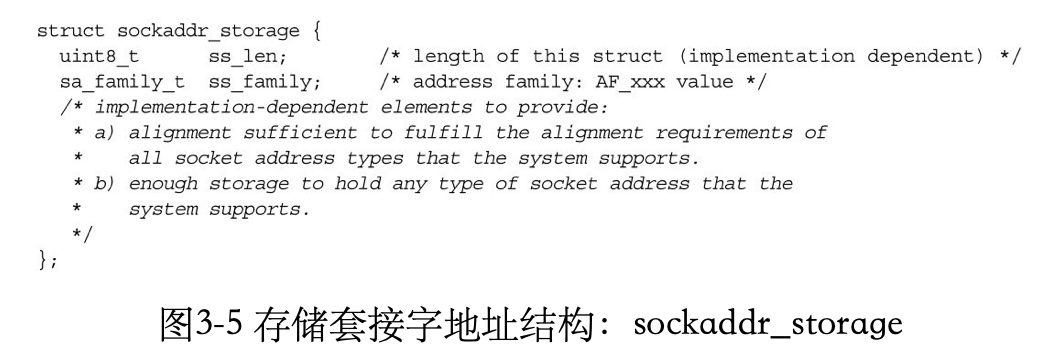 struct sockaddr_storage {
  uint8_t      ss_len;        /* length of this struct (implementation dependent) */
  sa_family_t  ss_family;     /* address family: AF_xxx value */
  /* implementation-dependent elements to provide:
   * a) alignment sufficient to fulfill the alignment requirements of
   *    all socket address types that the system supports.
   * b) enough storage to hold any type of socket address that the
   *    system supports.
   */
};
图3-5 存储套接字地址结构：sockaddr_storage